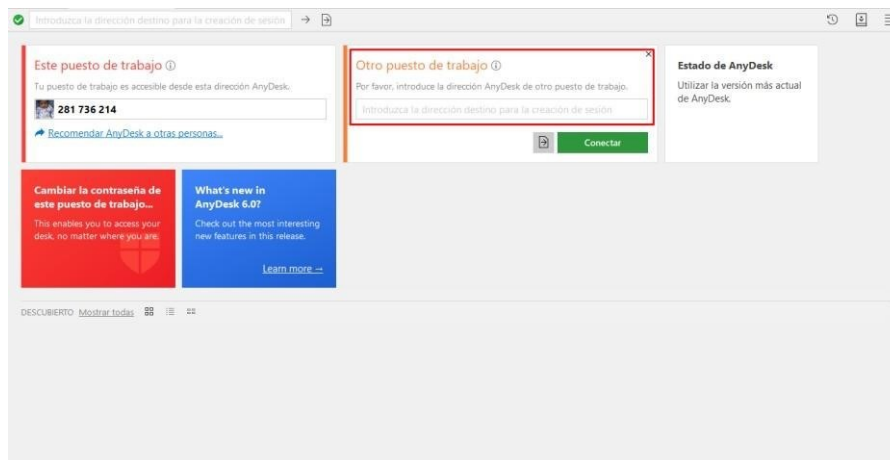 Introduzca la dirección destino para la creación de sesión
Este puesto de trabajo
Tu puesto de trabajo es accesible desde esta dirección AnyDesk.
281 736 214
Recomendar AnyDesk a otras personas...
Otro puesto de trabajo
Por favor, introduce la dirección AnyDesk de otro puesto de trabajo.
Introduzca la dirección destino para la creación de sesión
Conectar
Estado de AnyDesk
Utilizar la versión más actual
de AnyDesk.
Cambiar la contraseña de
este puesto de trabajo...
This enables you to access your
desk, no matter where you are.
What's new in
AnyDesk 6.0?
Check out the most interesting
new features in this release.
Learn more →
DESCUBIERTO Mostrar todas